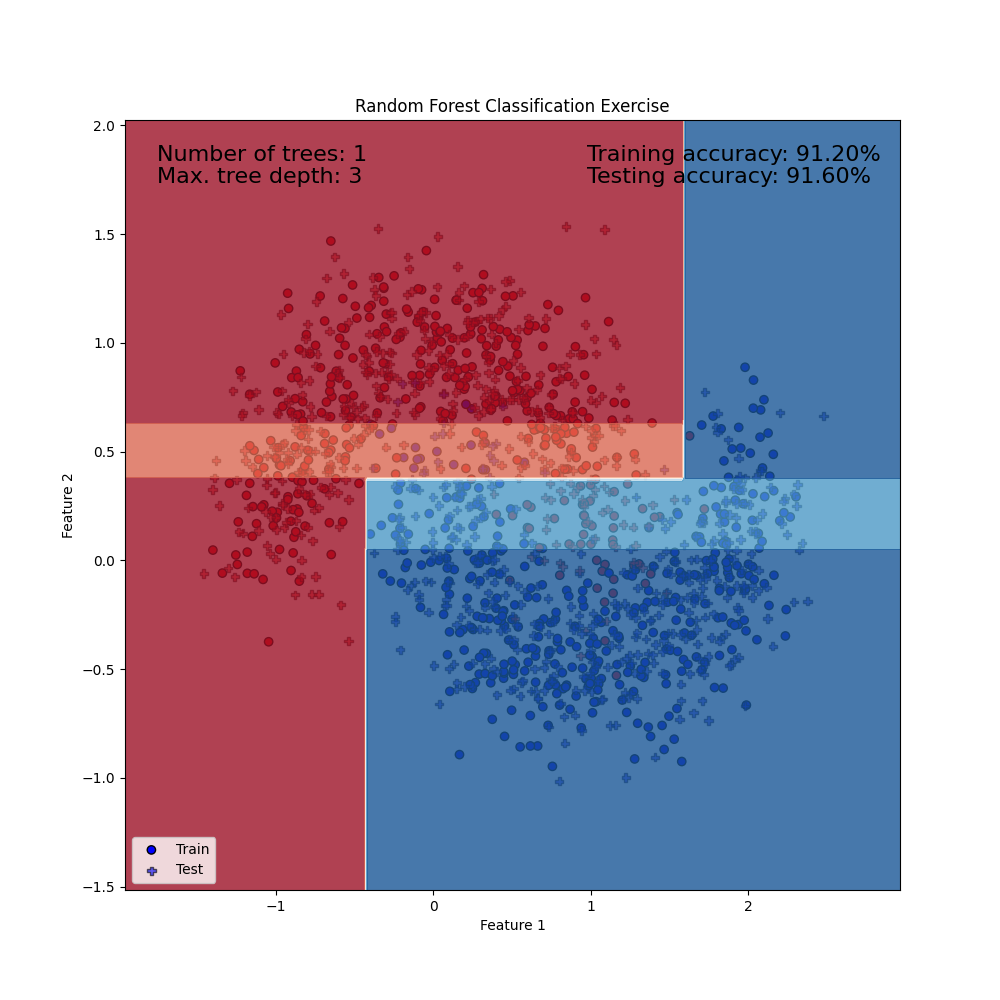 Random Forest Classification Exercise
Number of trees: 1
Max. tree depth: 3
Training accuracy: 91.20%
Testing accuracy: 91.60%
2.0
1.5
1.0
0.5
0.0
−0.5
−1.0
−1.5
Feature 2
Train
Test
−1
0
1
2
Feature 1